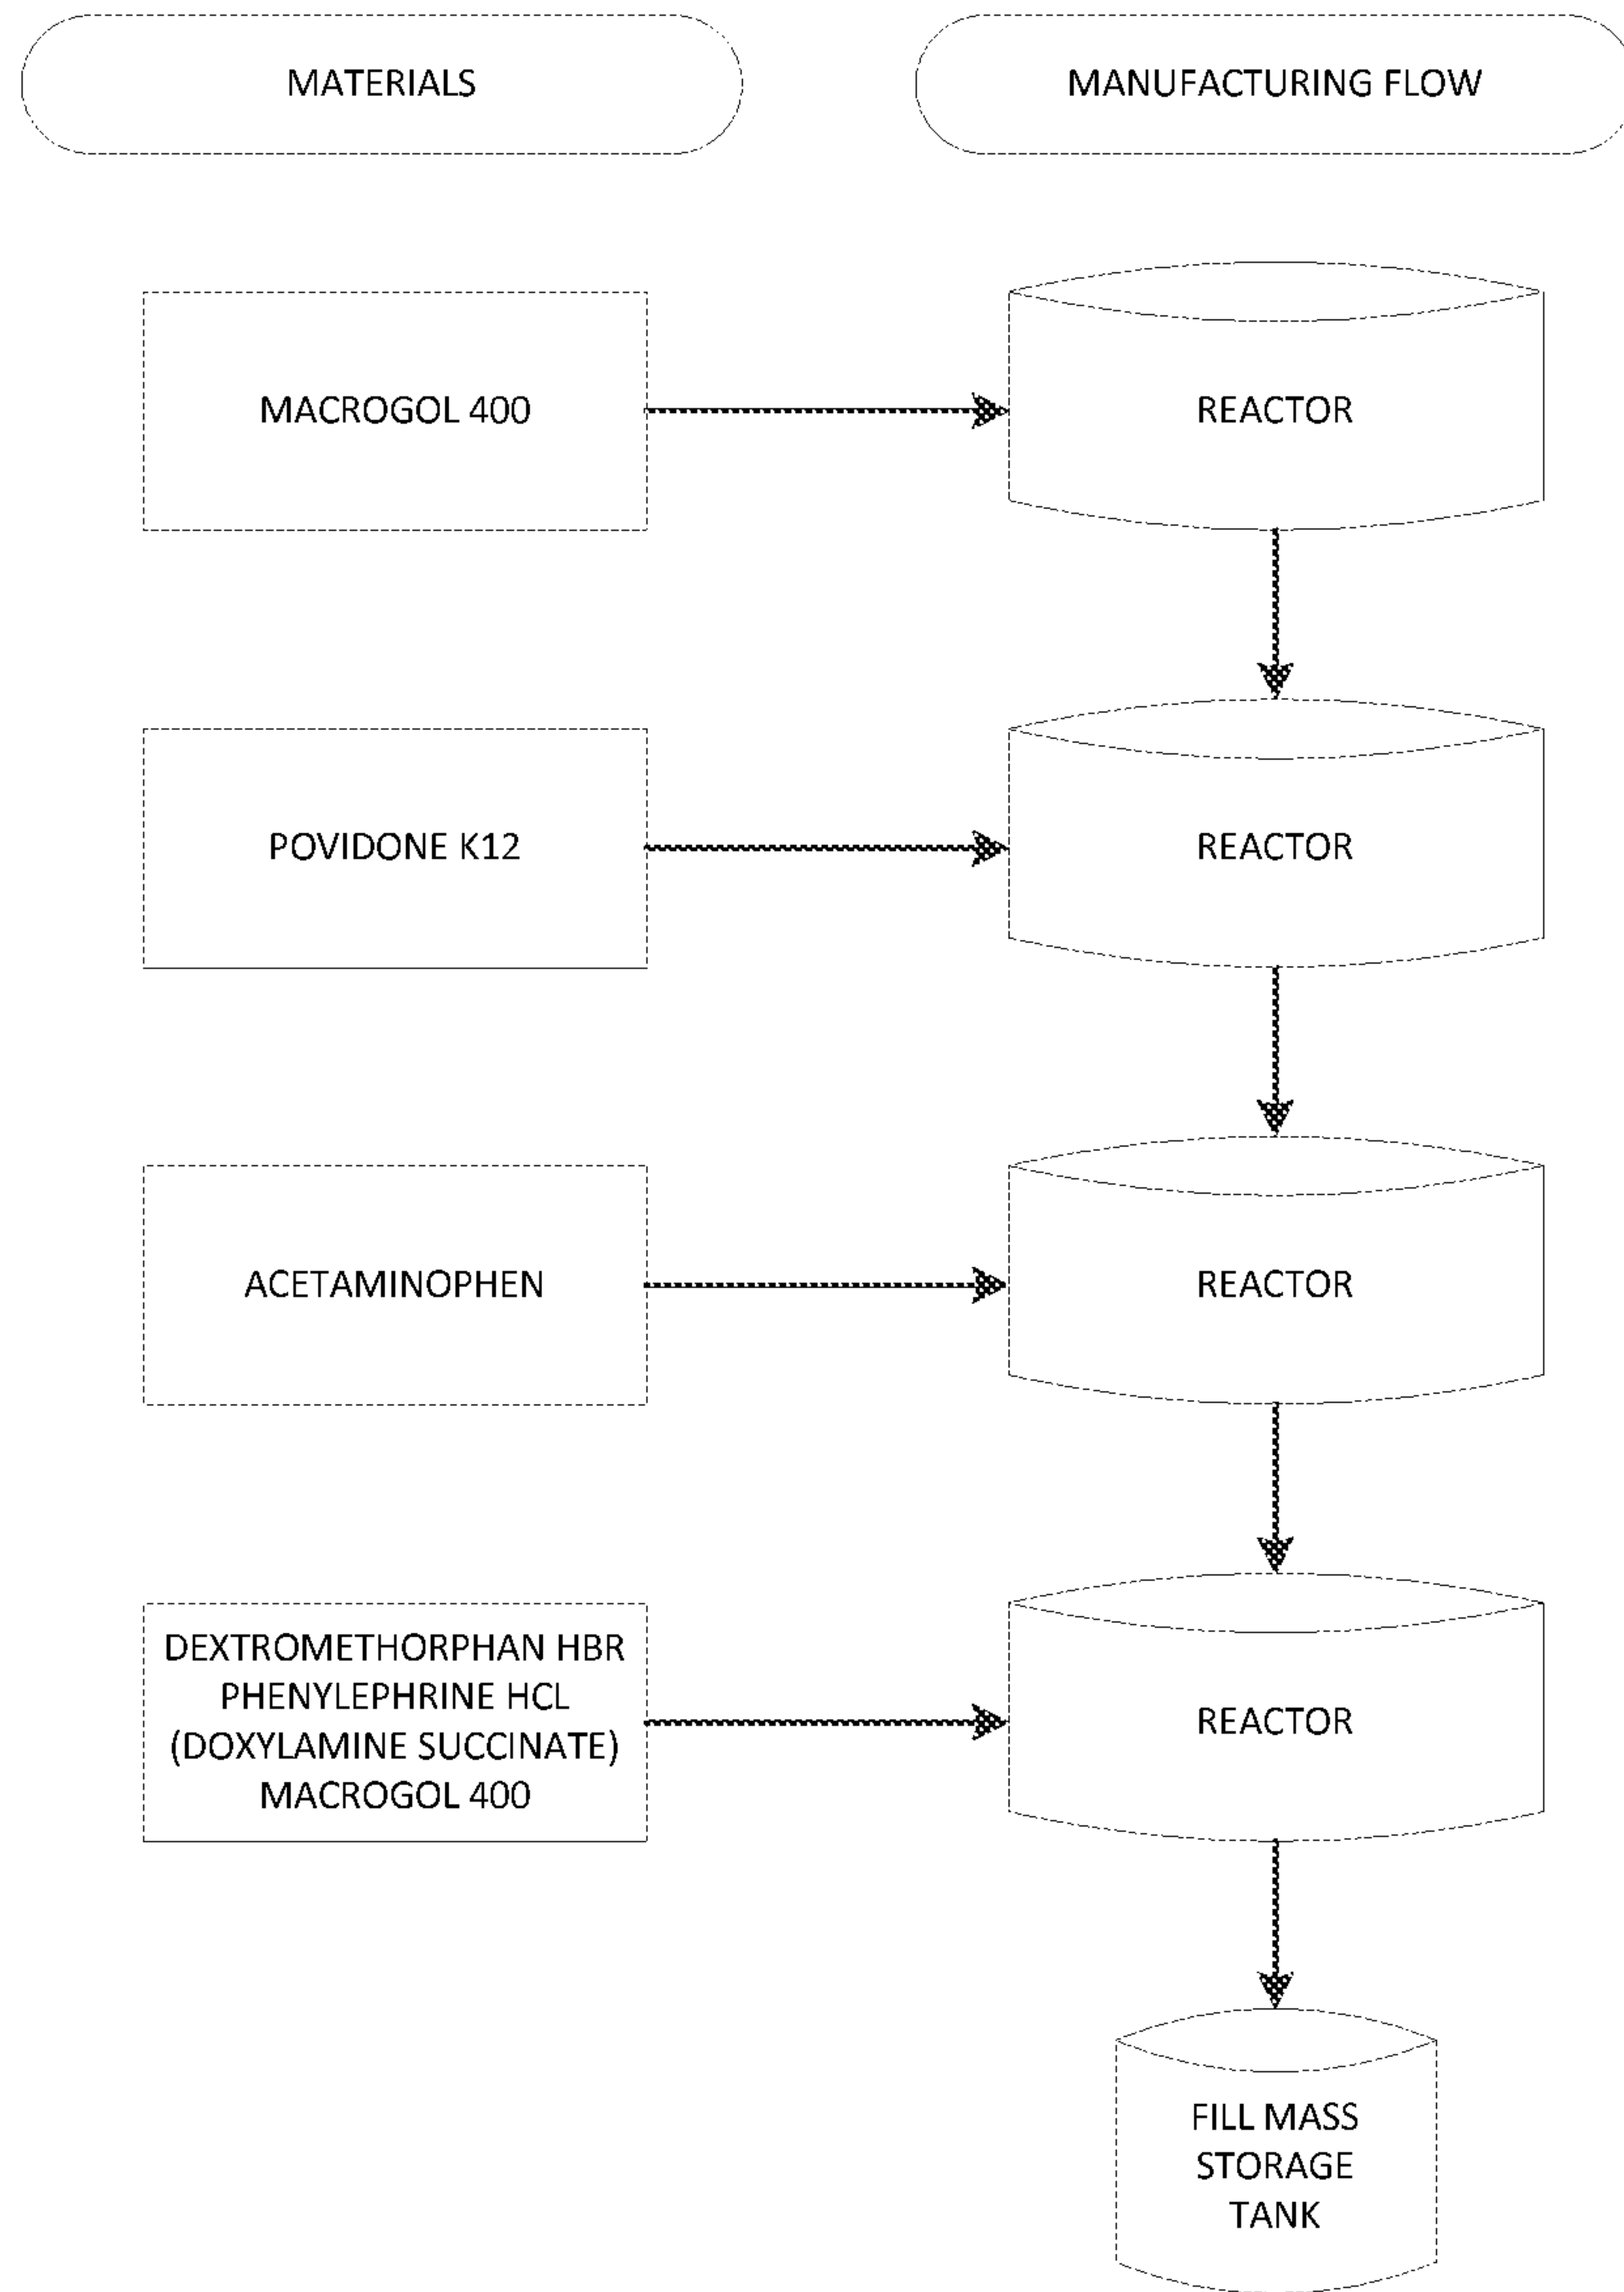 MATERIALS
MANUFACTURING FLOW
MACROGOL 400
REACTOR
POVIDONE K12
REACTOR
ACETAMINOPHEN
REACTOR
DEXTROMETHORPHAN HBR
PHENYLEPHRINE HCL
(DOXYLAMINE SUCCINATE)
MACROGOL 400
REACTOR
FILL MASS
STORAGE
TANK